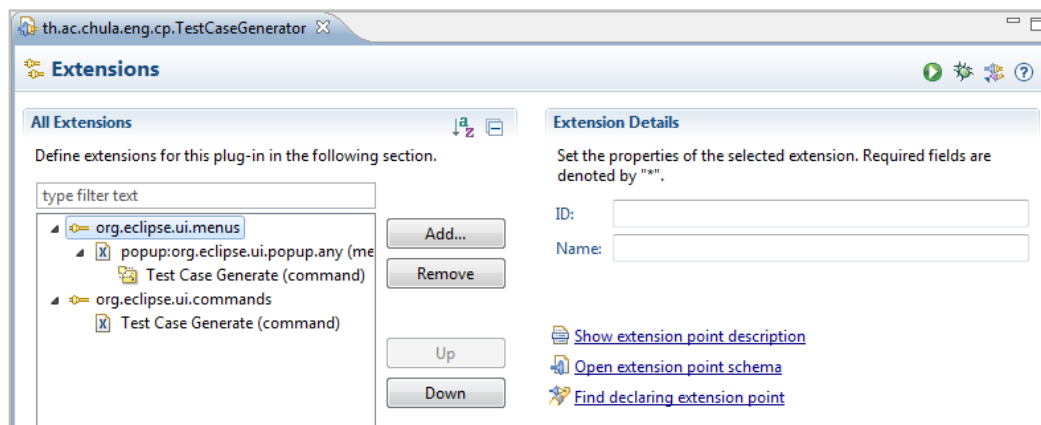 th.ac.chula.eng.cp.TestCaseGenerator
Extensions
All Extensions
Define extensions for this plug-in in the following section.
type filter text
org.eclipse.ui.menus
popup:org.eclipse.ui.popup.any (me
Test Case Generate (command)
org.eclipse.ui.commands
Test Case Generate (command)
Add...
Remove
Up
Down
Extension Details
Set the properties of the selected extension. Required fields are
denoted by "*".
ID:
Name:
Show extension point description
Open extension point schema
Find declaring extension point